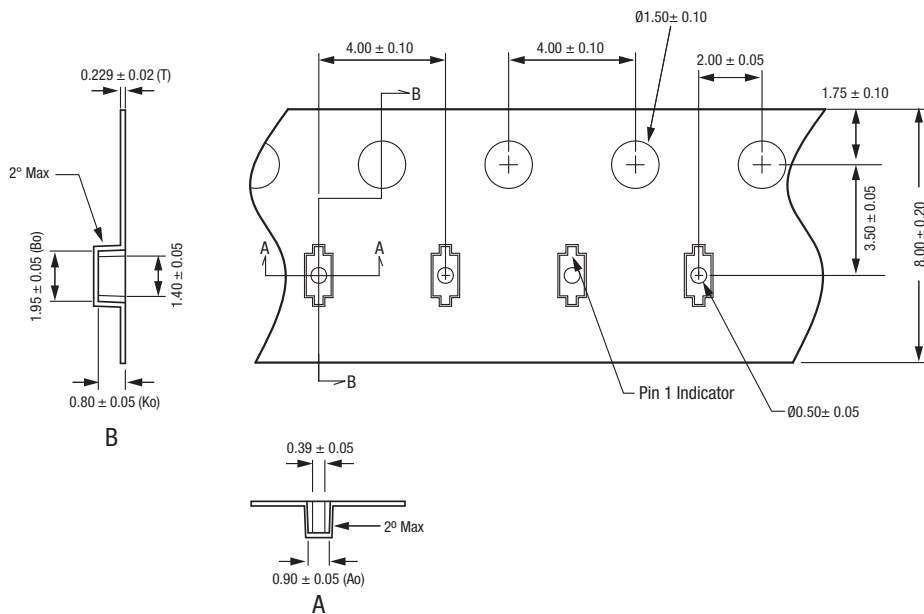 Ø1.50± 0.10
4.00 ± 0.10
4.00 ± 0.10
2.00 ± 0.05
0.229 ± 0.02 (T)
B
1.75 ± 0.10
2° Max
3.50 ± 0.05
8.00 ± 0.20
A
A
1.95 ± 0.05 (Bo)
1.40 ± 0.05
B
Pin 1 Indicator
Ø0.50± 0.05
0.80 ± 0.05 (Ko)
B
0.39 ± 0.05
2º Max
0.90 ± 0.05 (Ao)
A